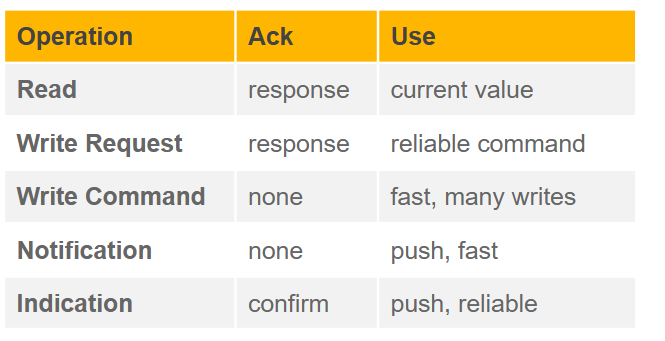 Operation Ack Use
Read response current value
Write Request response reliable command
Write Command none fast, many writes
Notification none push, fast
Indication confirm push, reliable